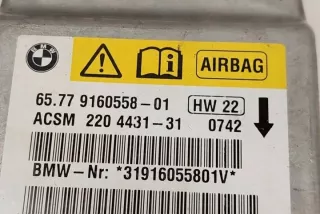 BMW
AIRBAG
65.77 9160558-01 HW 22
ACSM 220 4431-31 0742
BMW-Nr: *31916055801V*